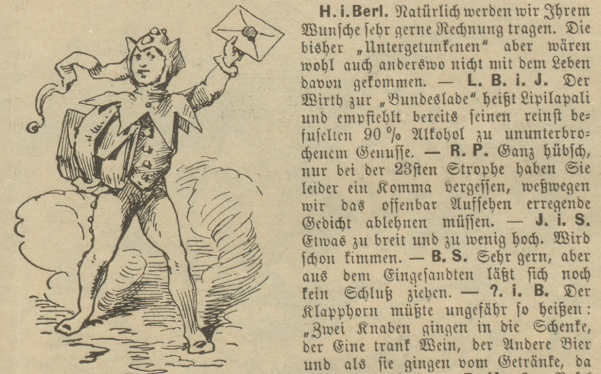 H. i. Berl. Natürlich werden wir Ihrem
Wunsche sehr gerne Rechnung tragen. Die
bisher „Untergetunkenen“ aber wären
wohl auch anderswo nicht mit dem Leben
davon gekommen. — L. B. i. J. Der
Wirth zur „Bundeslade“ heißt Lipilapali
und empfiehlt bereits seinen reinst be-
fuselten 90 % Alkohol zu ununterbro-
chenem Genusse. — R. P. Ganz hübsch,
nur bei der 23sten Strophe haben Sie
leider ein Komma vergessen, weßwegen
wir das offenbar Aufsehen erregende
Gedicht ablehnen müssen. — J. i. S.
Etwas zu breit und zu wenig hoch. Wird
schon kimmen. — B. S. Sehr gern, aber
aus dem Eingesandten läßt sich noch
kein Schluß ziehen. — ?. i. B. Der
Klapphorn müßte ungefähr so heißen:
„Zwei Knaben gingen in die Schenke,
der Eine trank Wein, der Andere Bier
und als sie gingen vom Getränke, da